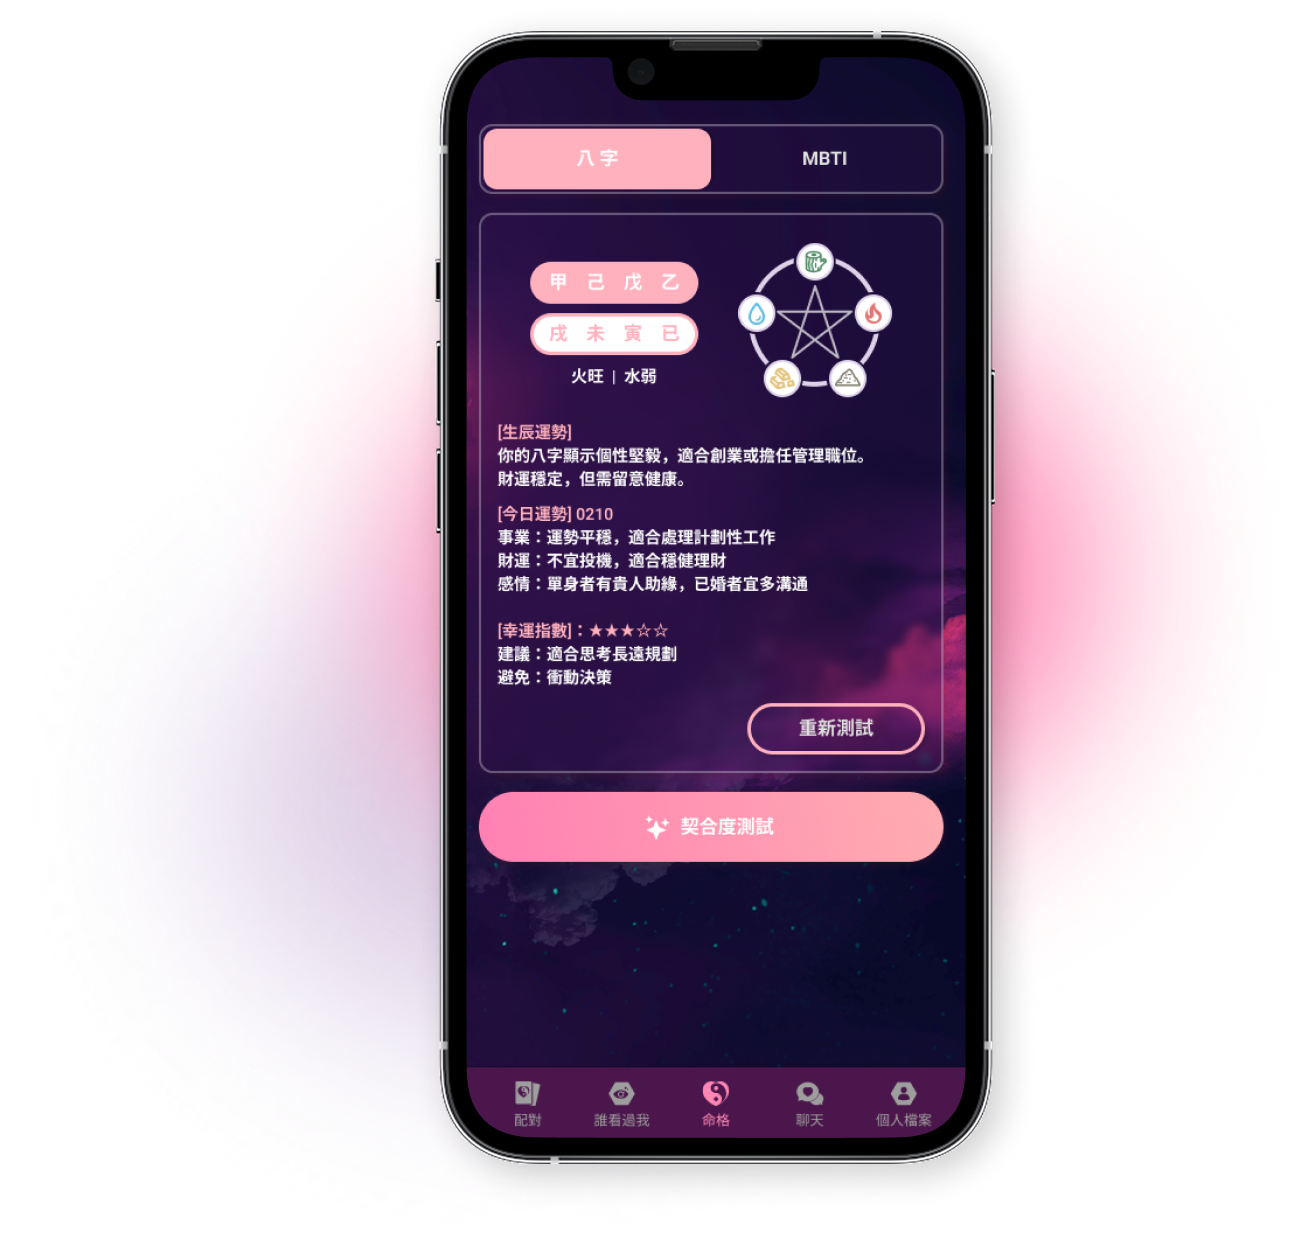 八字
MBTI
甲 己 戊 乙
戌 未 寅 已
火旺 | 水弱
[生辰運勢]
你的八字顯示個性堅毅，適合創業或擔任管理職位。
財運穩定，但需留意健康。
[今日運勢] 0210
事業：運勢平穩，適合處理計劃性工作
財運：不宜投機，適合穩健理財
感情：單身者有貴人助緣，已婚者宜多溝通
[幸運指數]：★★★☆☆
建議：適合思考長遠規劃
避免：衝動決策
重新測試
契合度測試
配對
誰看過我
命格
聊天
個人檔案